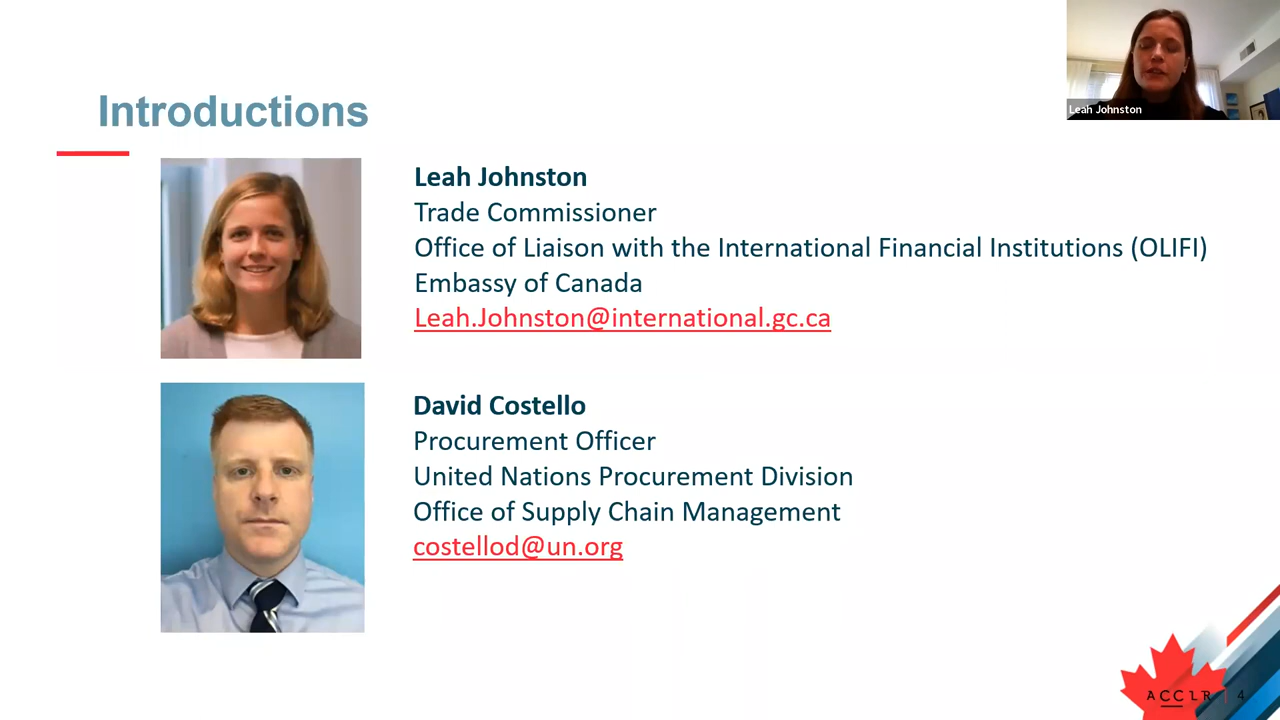 Leah Johnston
Introductions
Leah Johnston
Trade Commissioner
Office of Liaison with the International Financial Institutions (OLIFI)
Embassy of Canada
Leah.Johnston@international.gc.ca
David Costello
Procurement Officer
United Nations Procurement Division
Office of Supply Chain Management
costellod@un.org
4